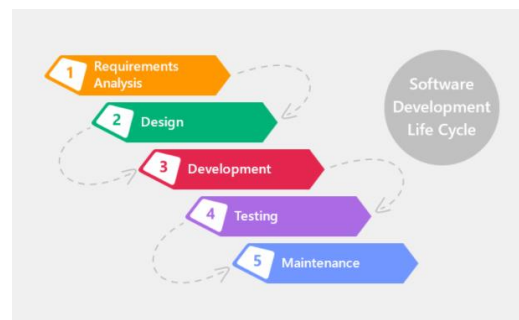 1
Requirements
Analysis
2
Design
3
Development
4
Testing
5
Maintenance
Software
Development
Life Cycle